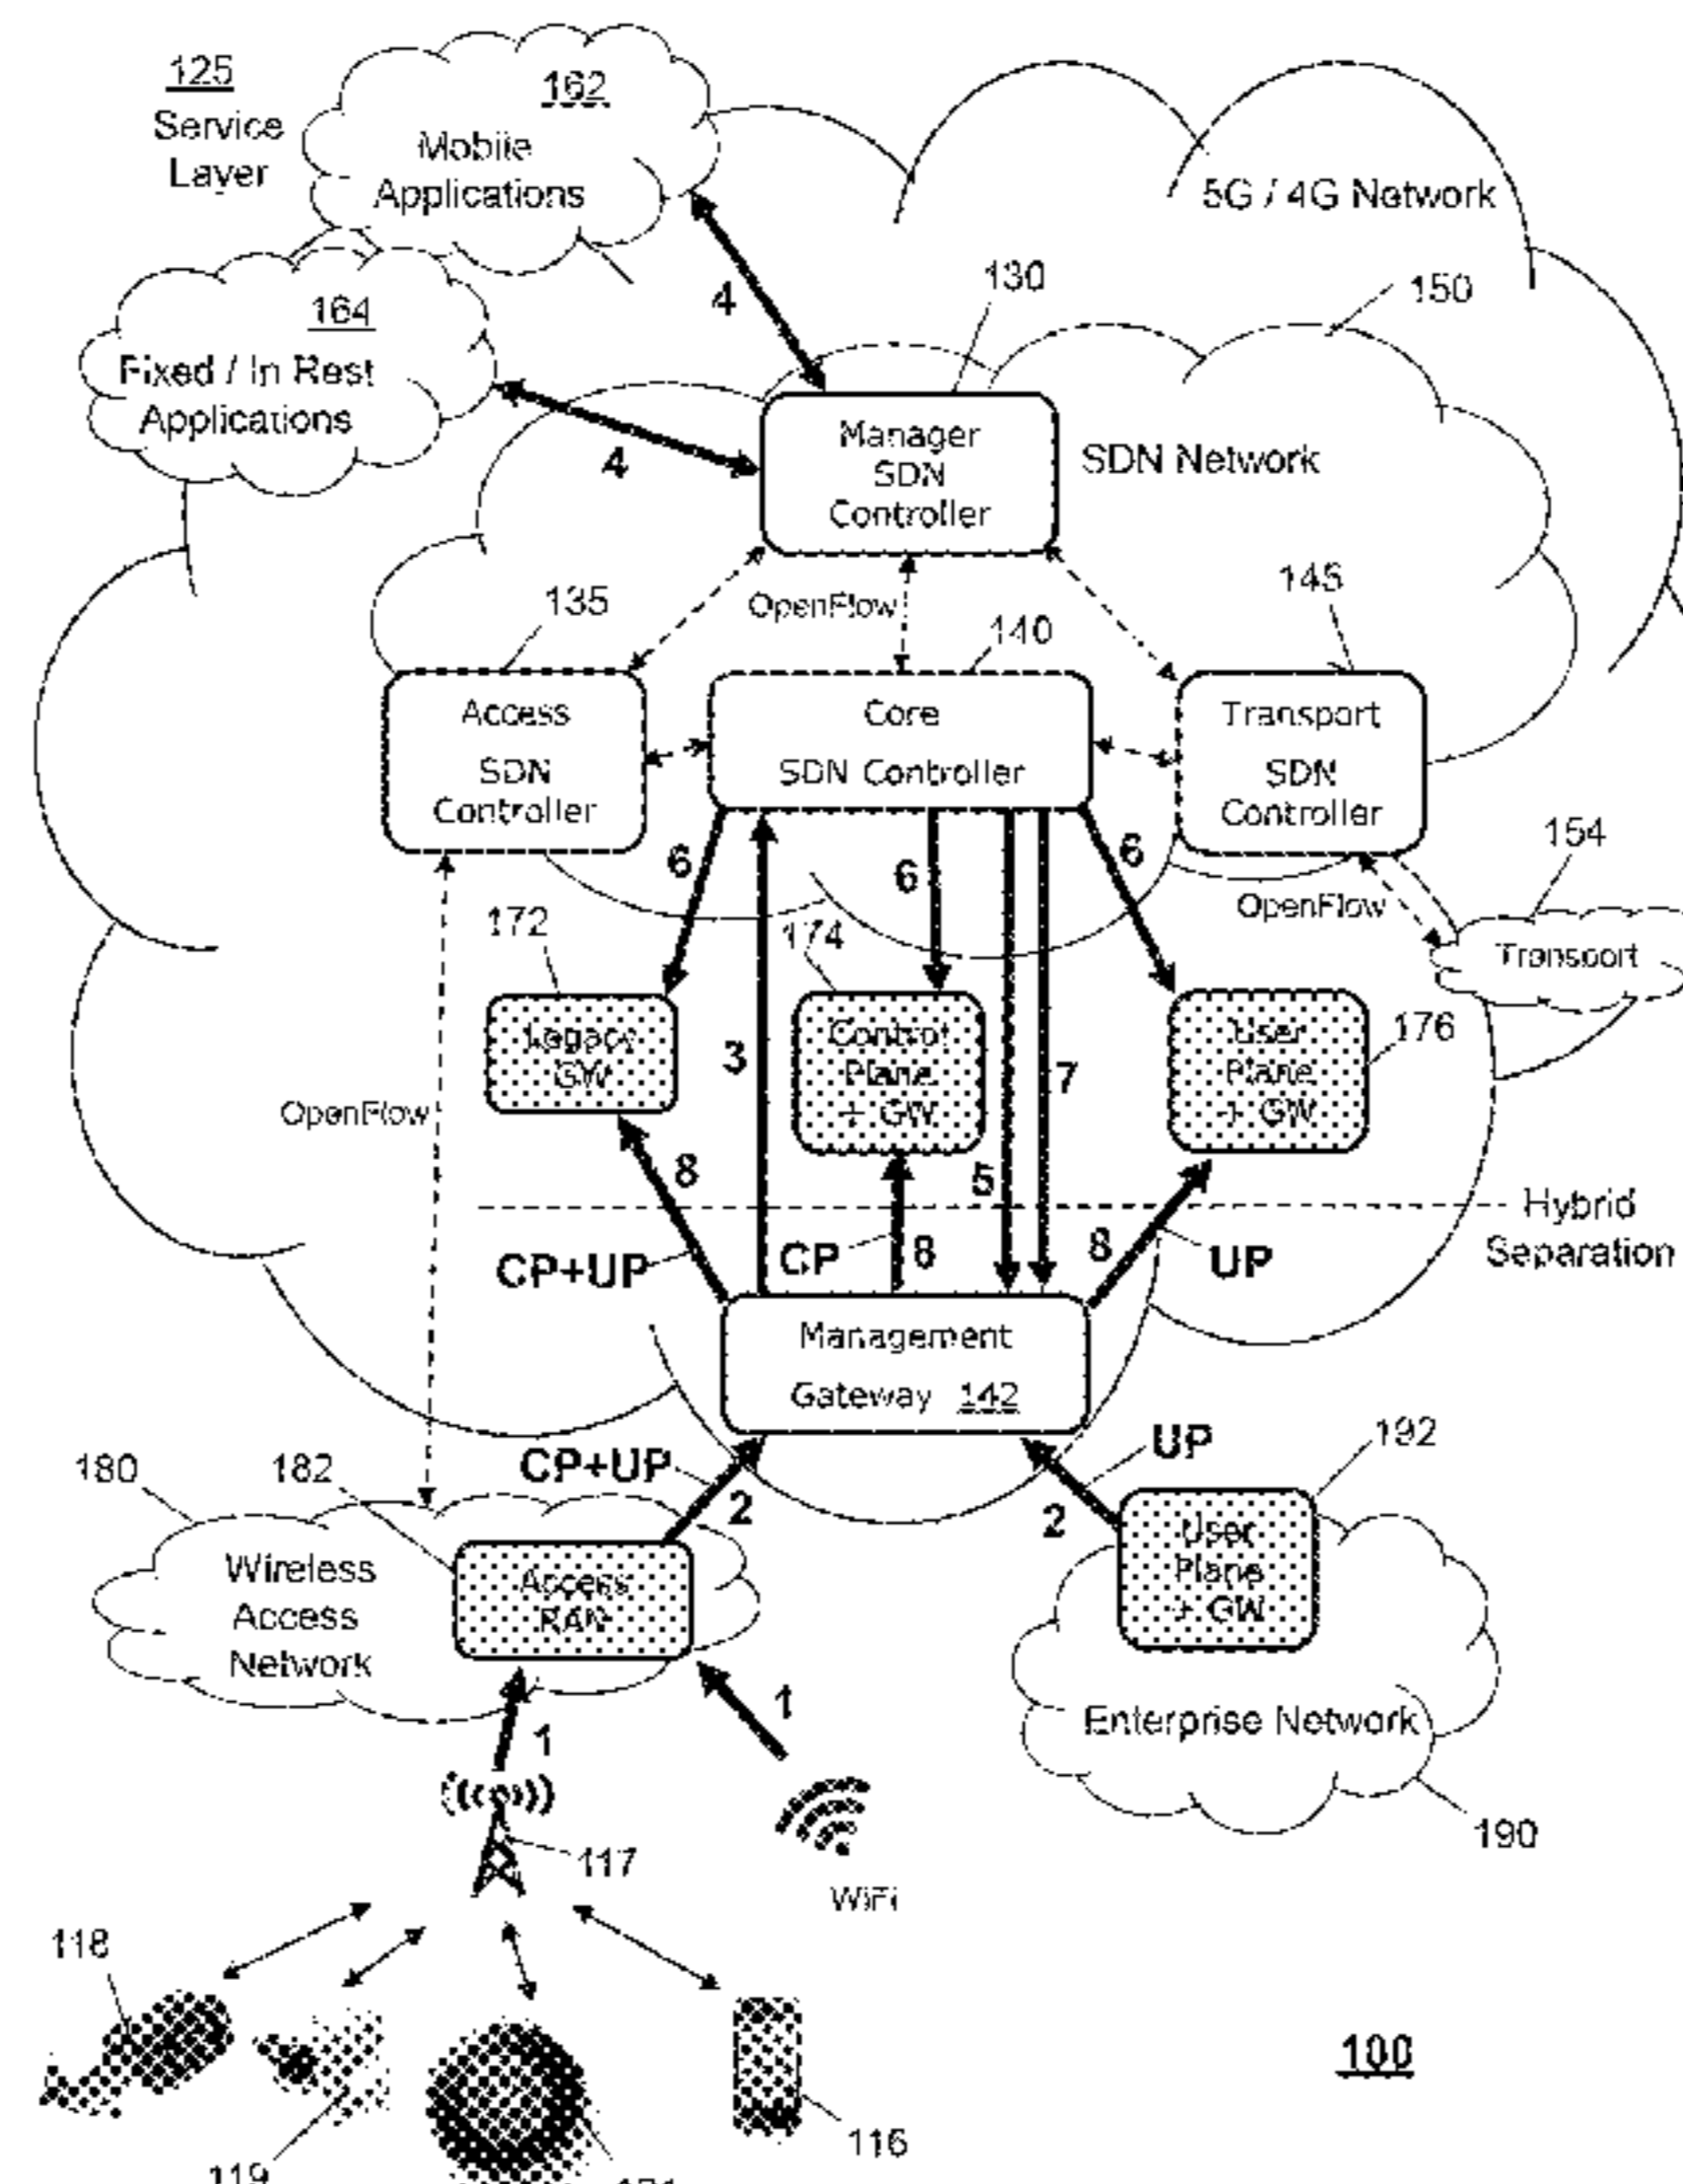 125
Service
Layer
162
Mobile
Applications
5G / 4G Network
164
Fixed / In Rest
Applications
4
4
130
150
Manager
SDN
Controller
SDN Network
OpenFlow
135
140
145
Access
SDN
Controller
Core
SDN Controller
Transport
SDN
Controller
154
6
6
6
OpenFlow
Transport
172
174
176
Legacy
GW
Control
Plane
+ GW
User
Plane
+ GW
3
7
OpenFlow
8
5
Hybrid
Separation
CP+UP
CP
8
8
UP
Management
Gateway 142
180
182
CP+UP
2
UP
2
192
Wireless
Access
Network
Access
RAN
User
Plane
+ GW
Enterprise Network
1
1
190
117
WiFi
118
119
116
100